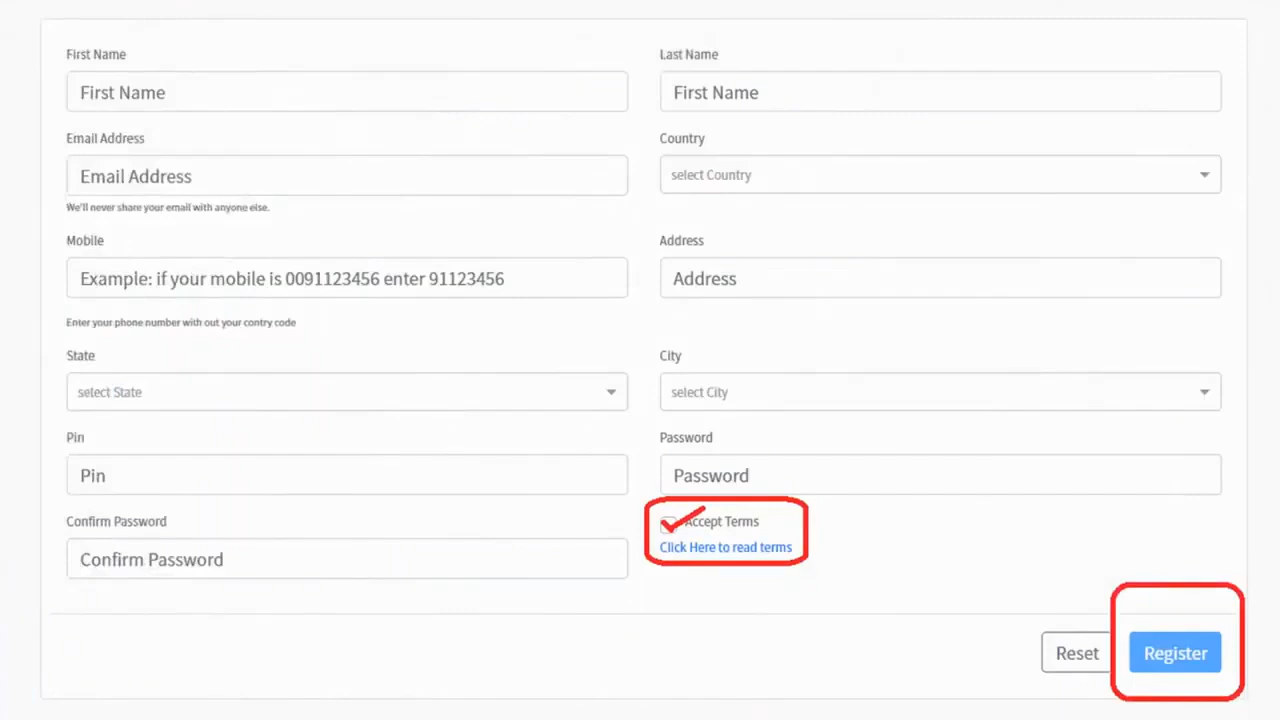 First Name
Last Name
First Name
First Name
Email Address
Country
Email Address
select Country
We'll never share your email with anyone else.
Mobile
Address
Example: if your mobile is 0091123456 enter 91123456
Address
Enter your phone number with out your contry code
State
City
select State
select City
Pin
Password
Pin
Password
Confirm Password
Accept Terms
Click Here to read terms
Confirm Password
Reset
Register